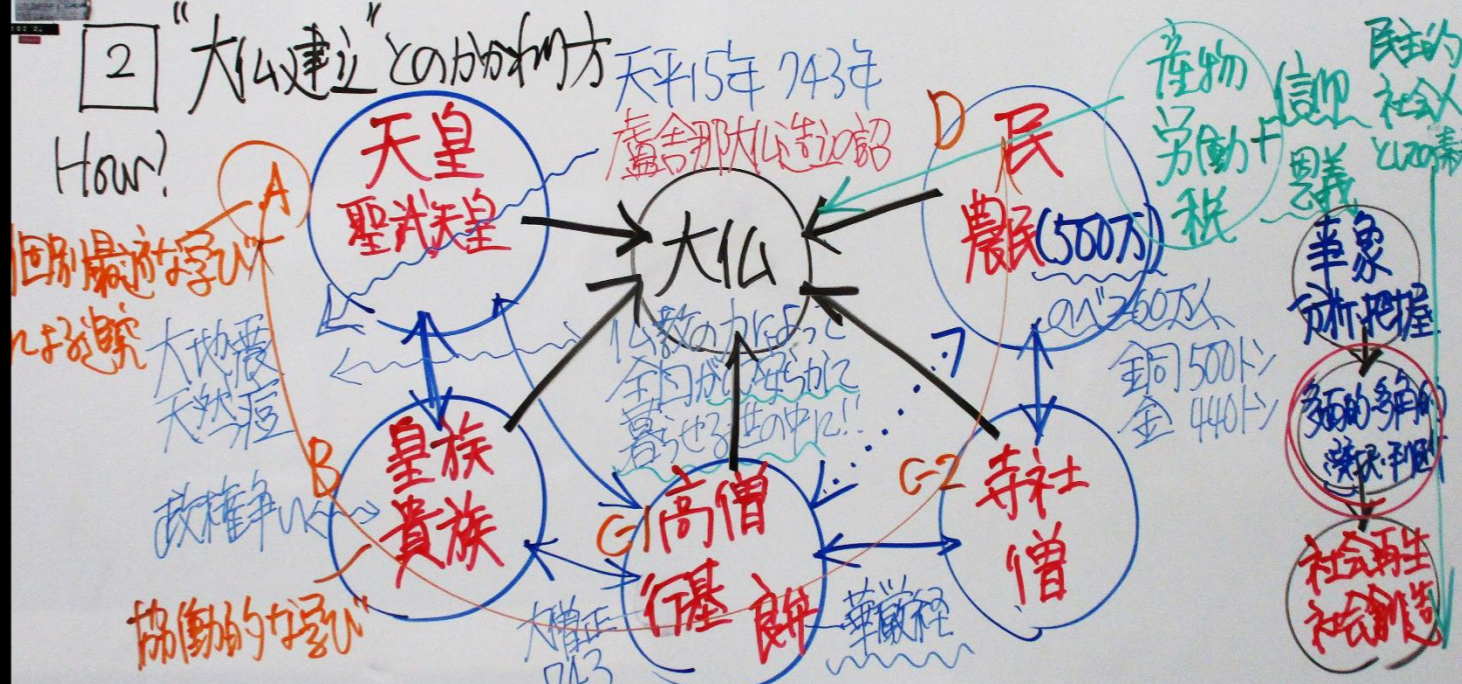 2 "大仏建立"とのかかわり方
How?
天平15年 743年
盧舎那大仏造立の詔
A
個別最適な学び
による追究
天皇
聖武天皇
大仏
D
民
農民(500万)
のべ260万人
銅500トン
金440トン
産物
労働
税
+
信仰
恩義
民主的
社会人
としての素
大地震
天然痘
仏教の力によって
全国が心安らかに
暮らせる世の中に!!
B
皇族
貴族
政権争い
協働的な学び
C-1
高僧
行基
良弁
大僧正
743
華厳経
C-2
寺社
僧
事象
分析・把握
多面的・多角的
社会再生
社会創造